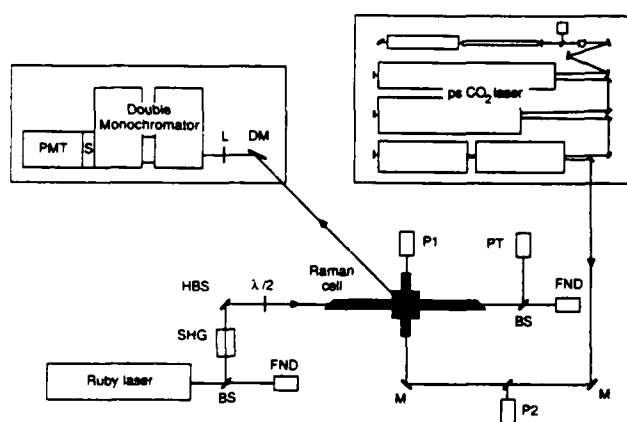 Double
Monochromator
PMT
S
L
DM
ps CO₂ laser
P1
PT
Raman
cell
HBS
λ/2
FND
BS
SHG
FND
Ruby laser
BS
M
P2
M